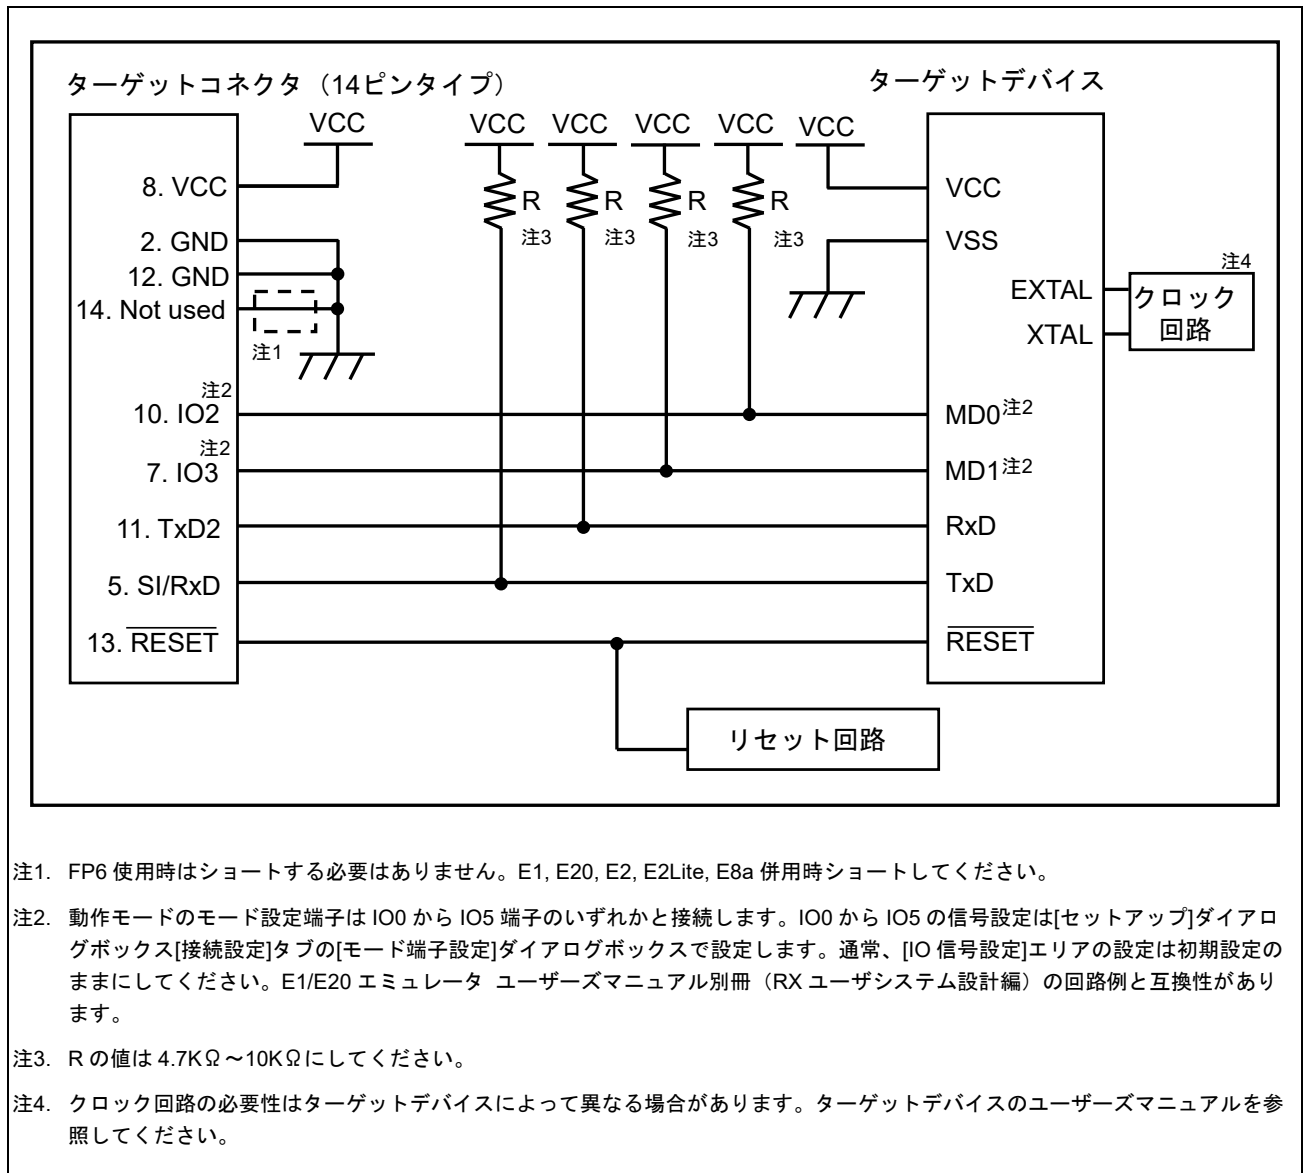 ターゲットコネクタ（14ピンタイプ）
ターゲットデバイス
VCC
VCC
VCC
VCC
VCC
VCC
8. VCC
R
R
R
R
VCC
注3
注3
注3
注3
2. GND
VSS
12. GND
注4
14. Not used
EXTAL
クロック
回路
XTAL
注1
注2
10. IO2
MD0注2
注2
7. IO3
MD1注2
11. TxD2
RxD
5. SI/RxD
TxD
13. RESET
RESET
リセット回路
注1. FP6 使用時はショートする必要はありません。E1, E20, E2, E2Lite, E8a 併用時ショートしてください。
注2. 動作モードのモード設定端子は IO0 から IO5 端子のいずれかと接続します。IO0 から IO5 の信号設定は[セットアップ]ダイアロ
グボックス[接続設定]タブの[モード端子設定]ダイアログボックスで設定します。通常、[IO 信号設定]エリアの設定は初期設定の
ままにしてください。E1/E20 エミュレータ ユーザーズマニュアル別冊（RX ユーザシステム設計編）の回路例と互換性があり
ます。
注3. R の値は 4.7KΩ～10KΩにしてください。
注4. クロック回路の必要性はターゲットデバイスによって異なる場合があります。ターゲットデバイスのユーザーズマニュアルを参
照してください。